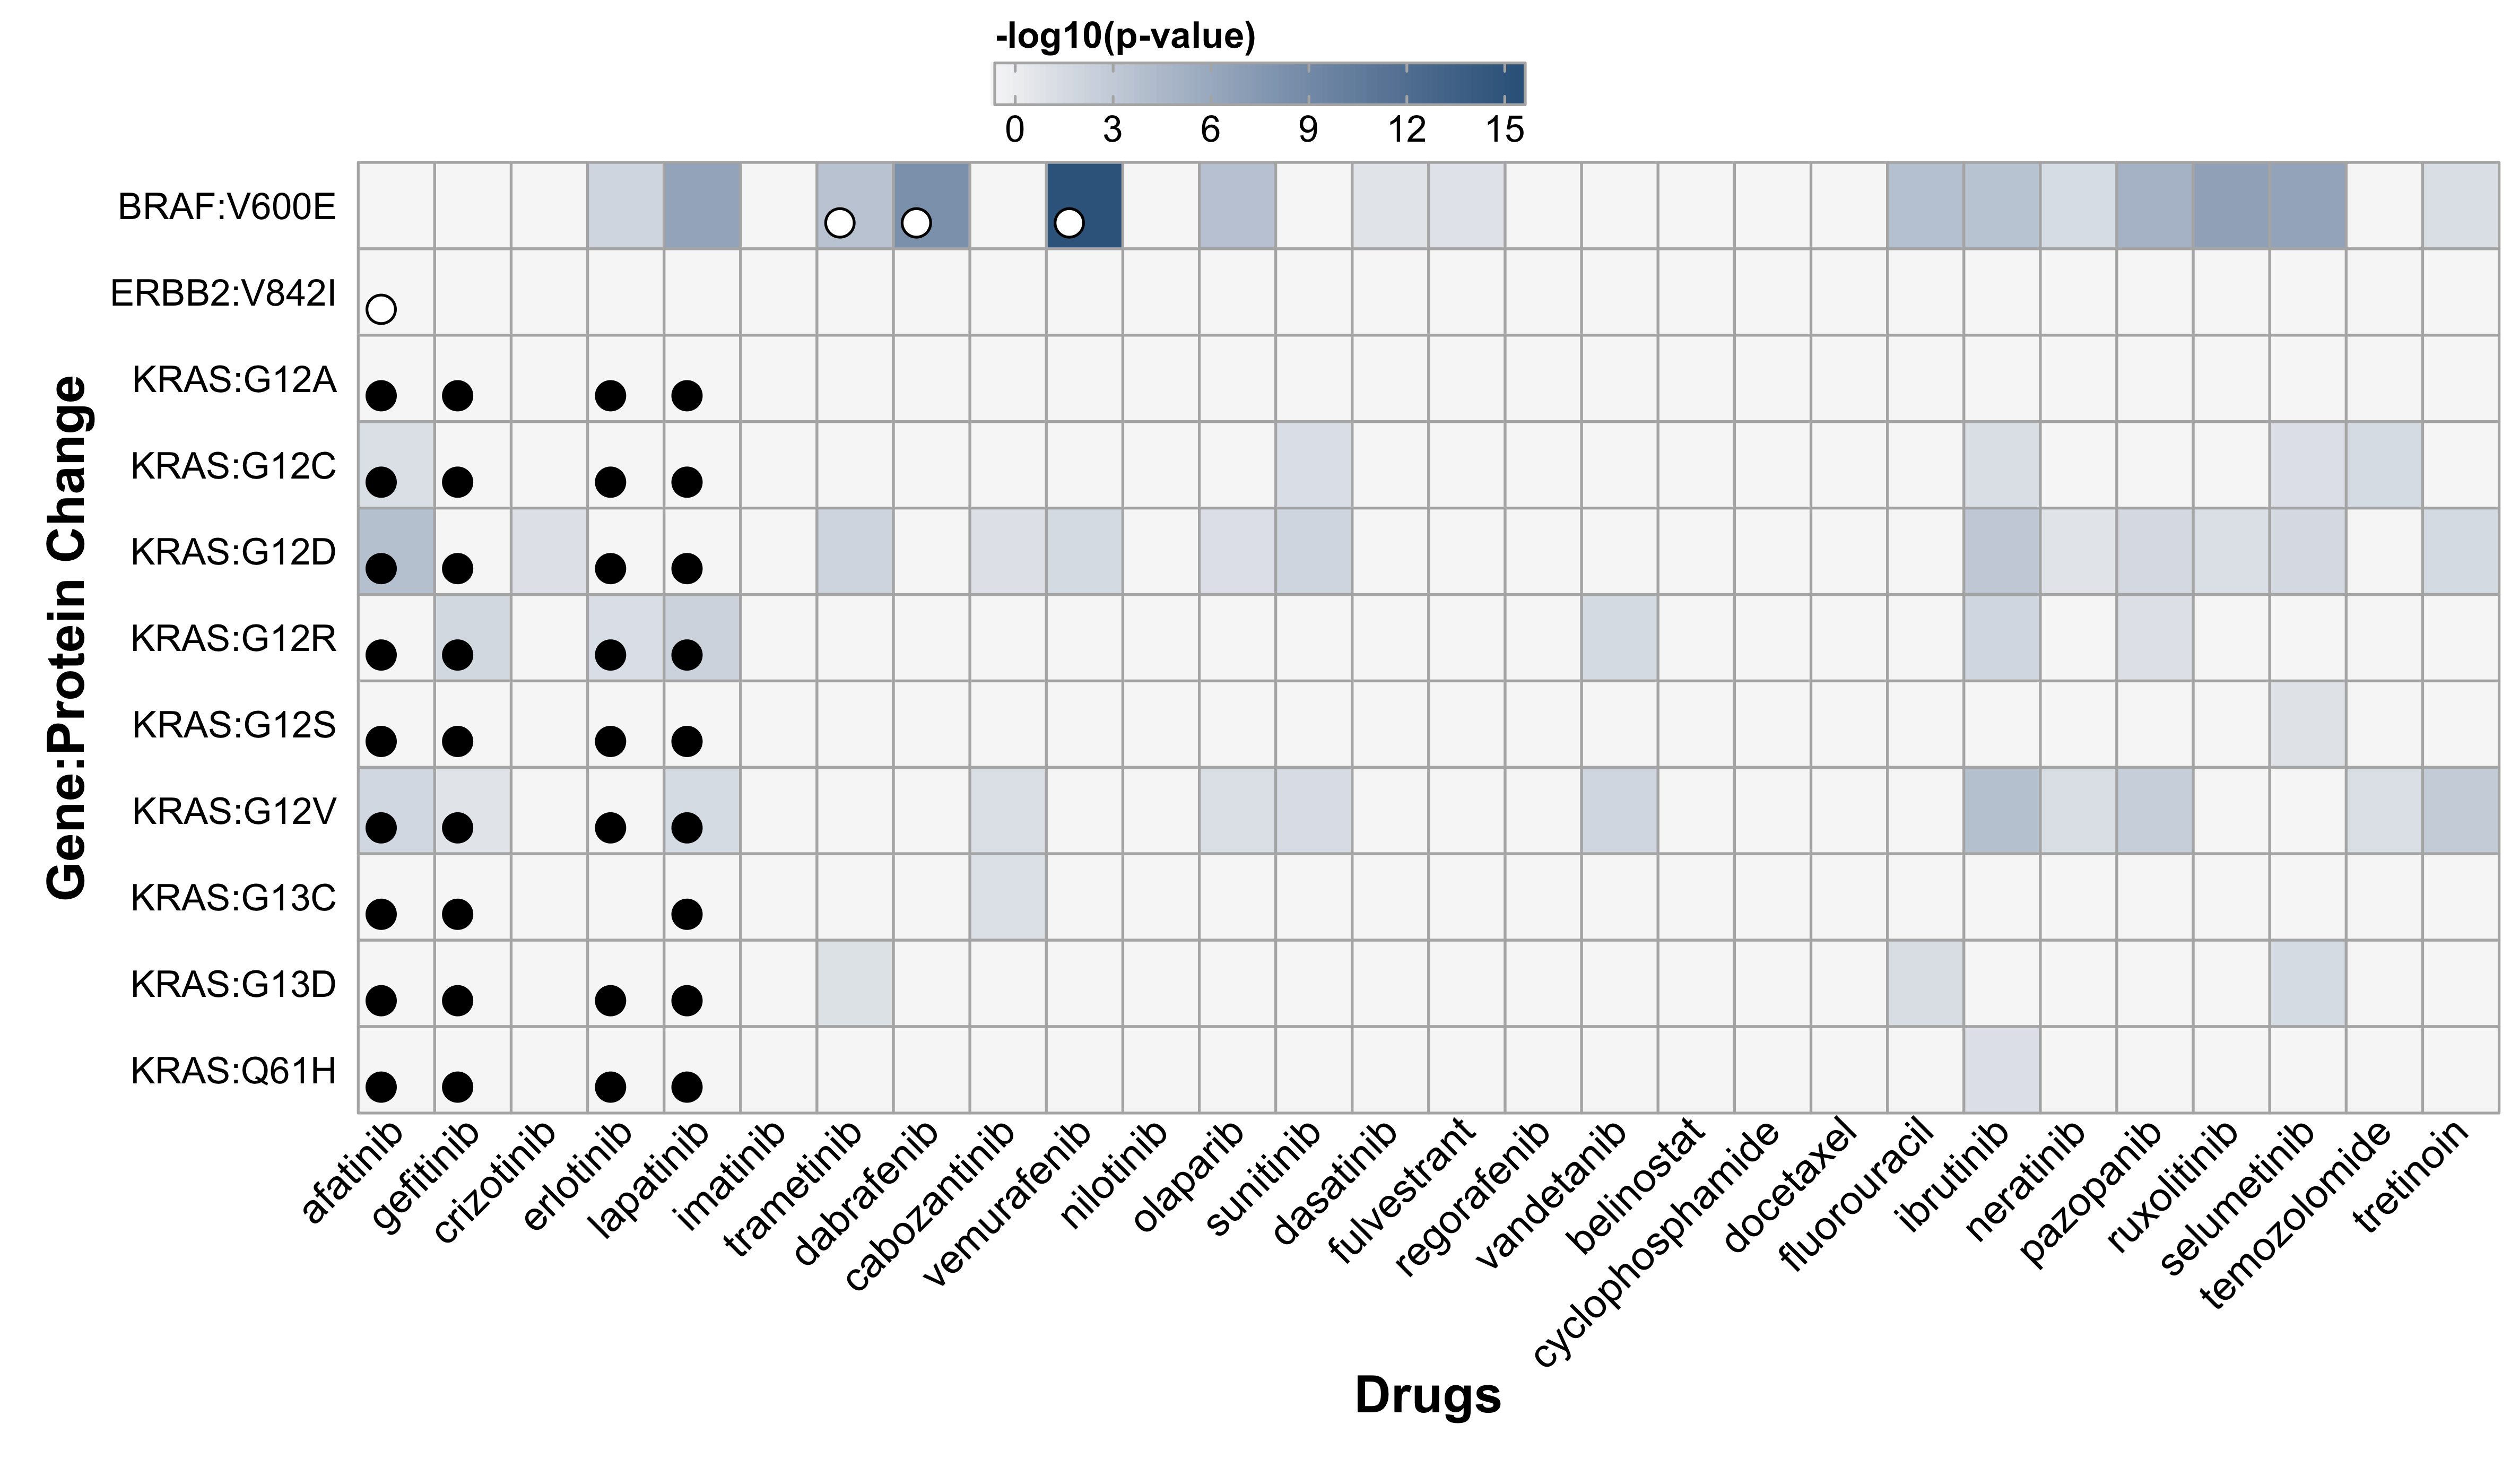 -log10(p-value)
0 3 6 9 12 15
Gene:Protein Change
BRAF:V600E
ERBB2:V842I
KRAS:G12A
KRAS:G12C
KRAS:G12D
KRAS:G12R
KRAS:G12S
KRAS:G12V
KRAS:G13C
KRAS:G13D
KRAS:Q61H
afatinib
gefitinib
crizotinib
erlotinib
lapatinib
imatinib
trametinib
dabrafenib
cabozantinib
vemurafenib
nilotinib
olaparib
sunitinib
dasatinib
fulvestrant
regorafenib
vandetanib
belinostat
cyclophosphamide
docetaxel
fluorouracil
ibrutinib
neratinib
pazopanib
ruxolitinib
selumetinib
temozolomide
tretinoin
Drugs